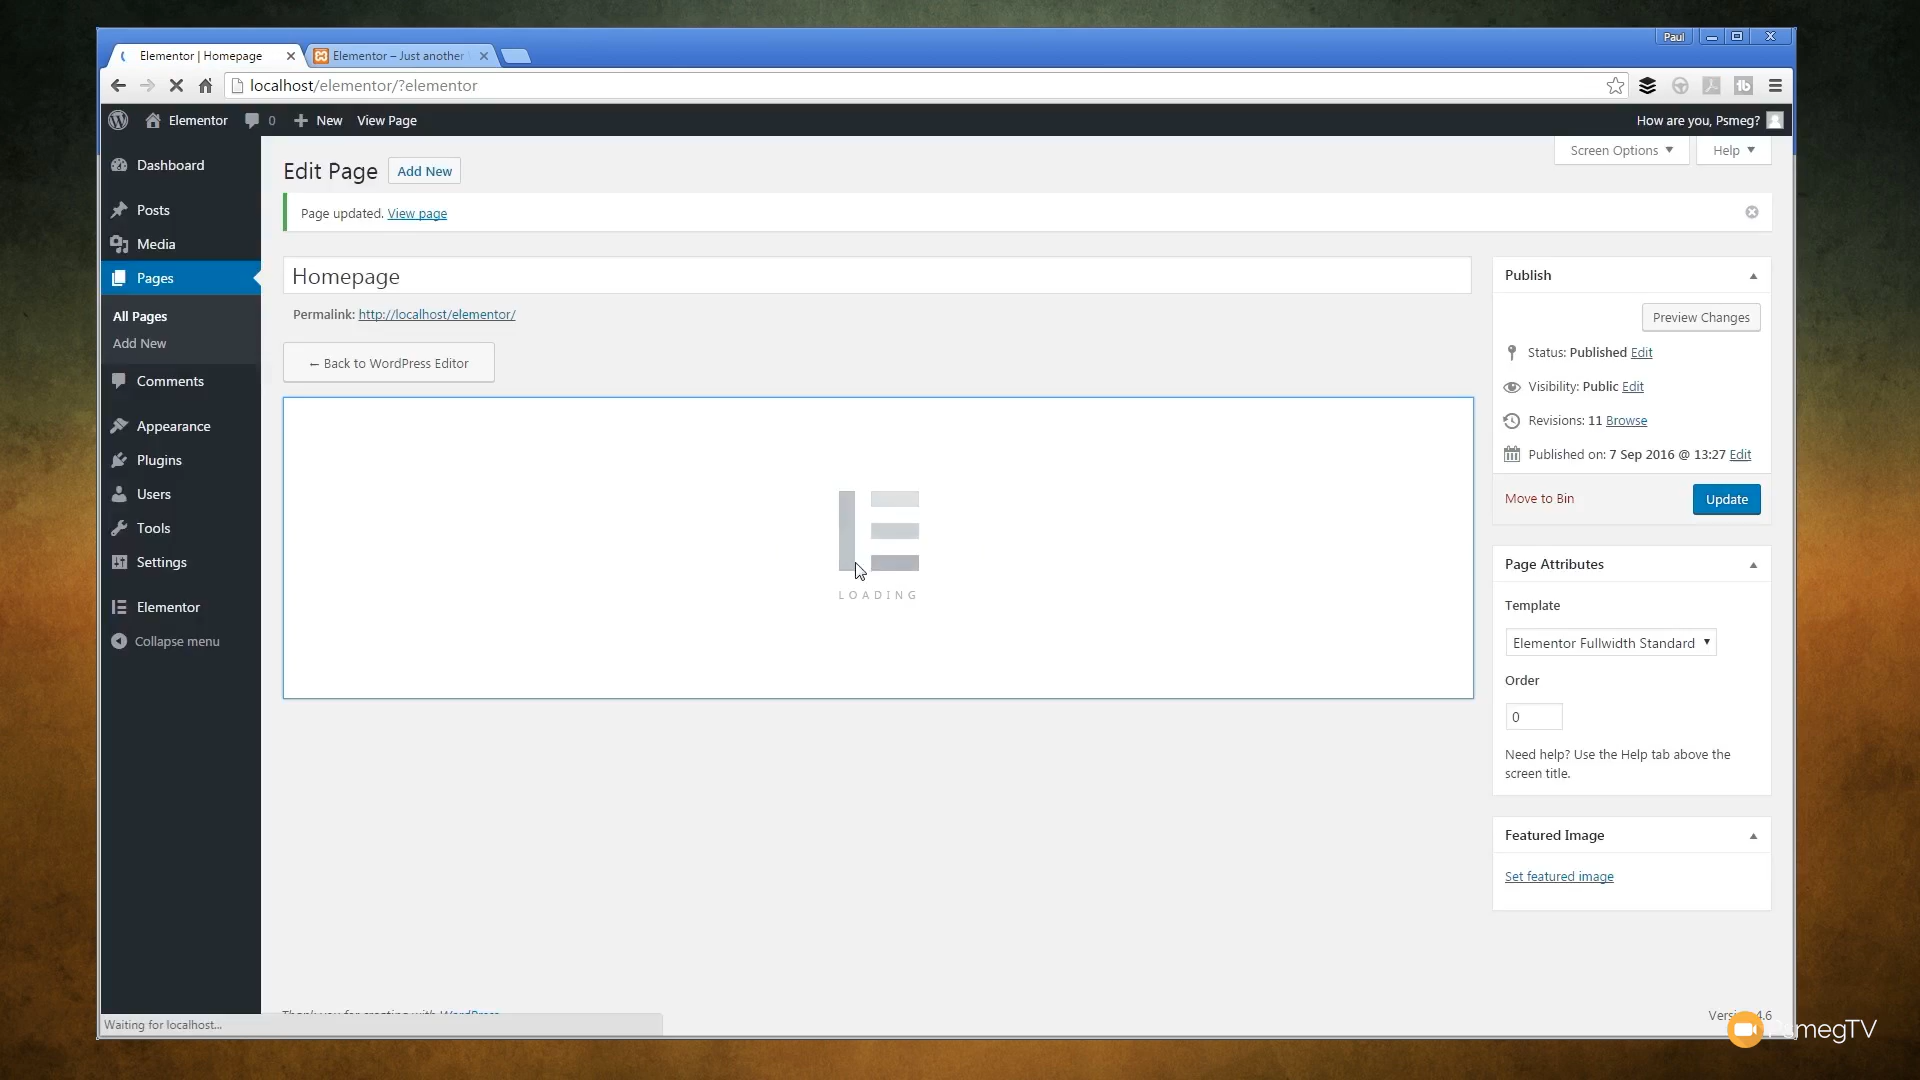 Paul
Elementor | Homepage
Elementor – Just another
localhost/elementor/?elementor
Elementor 0 New View Page
How are you, Psmeg?
Screen Options
Help
Dashboard
Posts
Media
Pages
All Pages
Add New
Comments
Appearance
Plugins
Users
Tools
Settings
Elementor
Collapse menu
Edit Page Add New
Page updated. View page
Homepage
Permalink: http://localhost/elementor/
← Back to WordPress Editor
LOADING
Publish
Preview Changes
Status: Published Edit
Visibility: Public Edit
Revisions: 11 Browse
Published on: 7 Sep 2016 @ 13:27 Edit
Move to Bin
Update
Page Attributes
Template
Elementor Fullwidth Standard
Order
0
Need help? Use the Help tab above the
screen title.
Featured Image
Set featured image
Thank you for creating with WordPress
4.6
Waiting for localhost...
PsmegTV